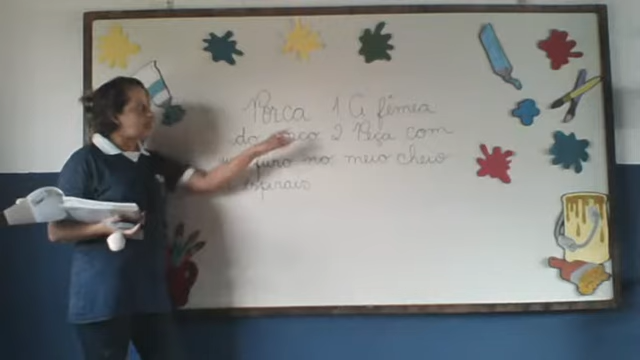 Porca 1 A fêmea
do porco 2 Peça com
furo no meio cheio
espirais